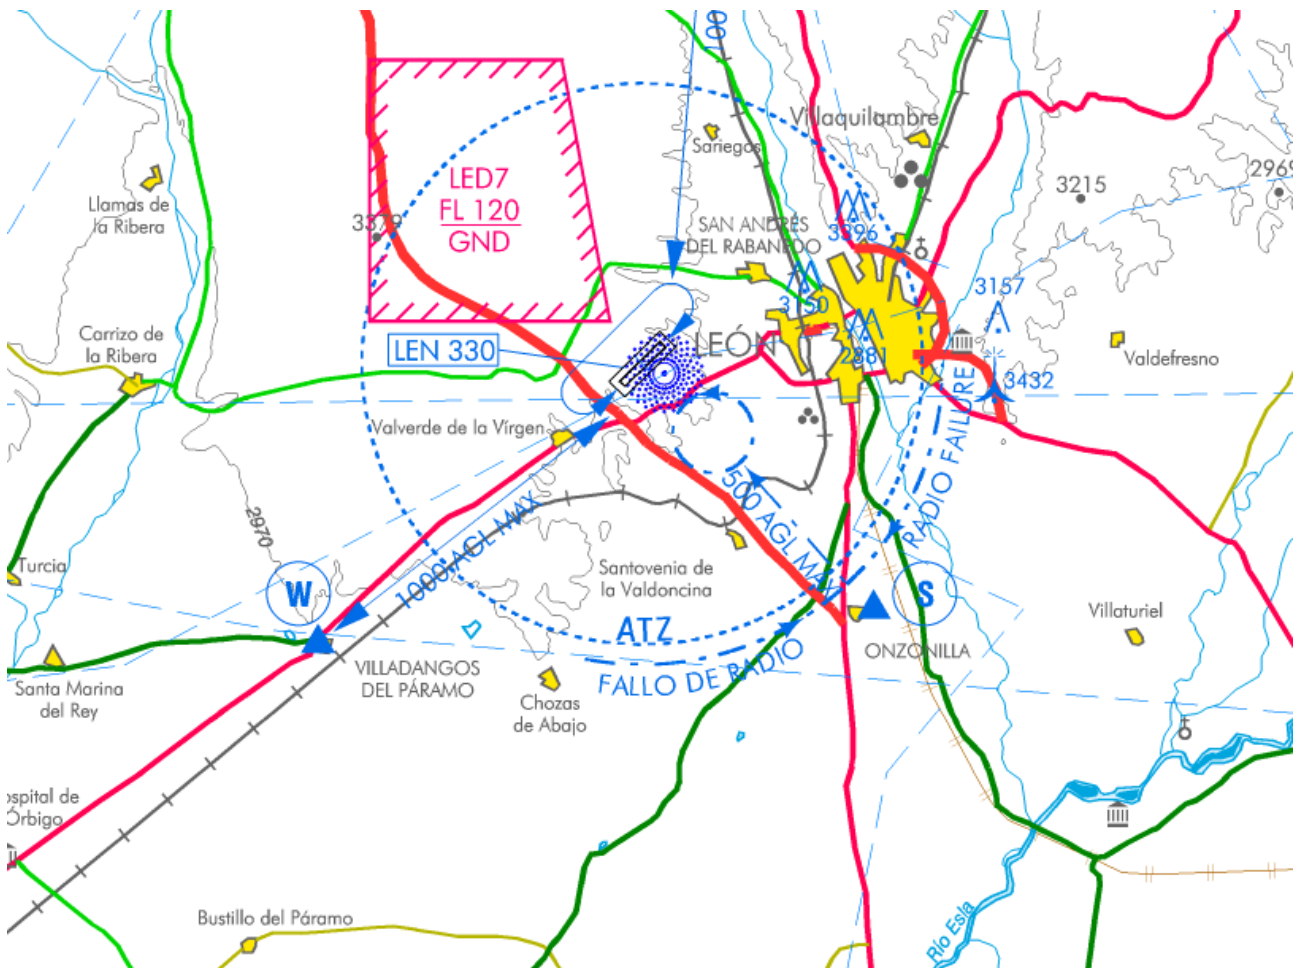 100
Villaquilambre
Sariegos
2969
3215
LED7
FL 120
GND
Llamas de
la Ribera
3379
SAN ANDRÉS
DEL RABANEDO
3396
3157
3150
Carrizo de
la Ribera
LEN 330
LEÓN
2881
Valdefresno
3432
Valverde de la Vírgen
RADIO FAILURE
500 AGL MAX
2970
1000 AGL MAX
Turcia
Santovenia de
la Valdoncina
W
S
Villaturiel
ATZ
ONZONILLA
FALLO DE RADIO
VILLADANGOS
DEL PÁRAMO
Santa Marina
del Rey
Chozas
de Abajo
ospital de
Órbigo
Bustillo del Páramo
Río Esla